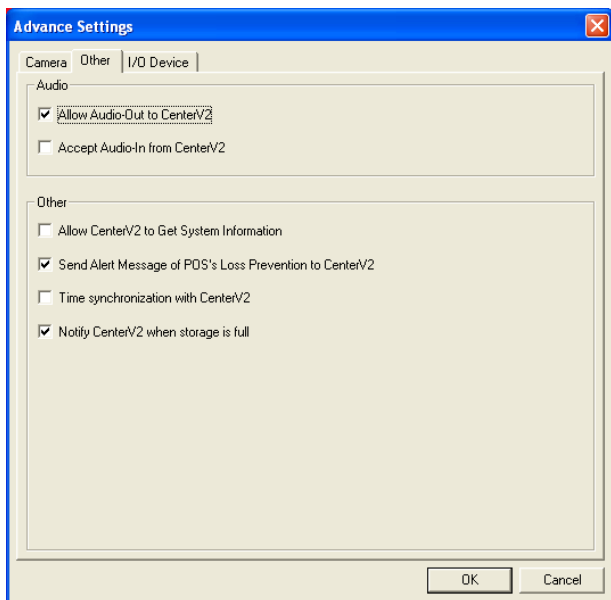 Advance Settings
Camera Other I/O Device
Audio
Allow Audio-Out to CenterV2
Accept Audio-In from CenterV2
Other
Allow CenterV2 to Get System Information
Send Alert Message of POS's Loss Prevention to CenterV2
Time synchronization with CenterV2
Notify CenterV2 when storage is full
OK Cancel